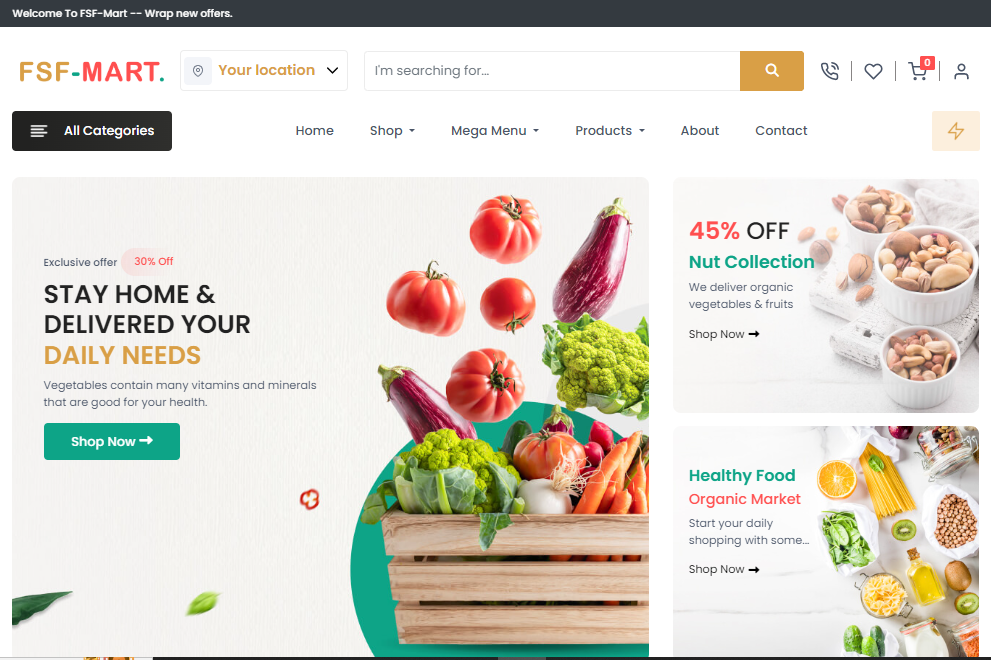 Welcome To FSF-Mart -- Wrap new offers.
FSF-MART.
Your location
I'm searching for...
0
All Categories
Home
Shop
Mega Menu
Products
About
Contact
Exclusive offer 30% Off
STAY HOME &
DELIVERED YOUR
DAILY NEEDS
Vegetables contain many vitamins and minerals
that are good for your health.
Shop Now
45% OFF
Nut Collection
We deliver organic
vegetables & fruits
Shop Now
Healthy Food
Organic Market
Start your daily
shopping with some...
Shop Now